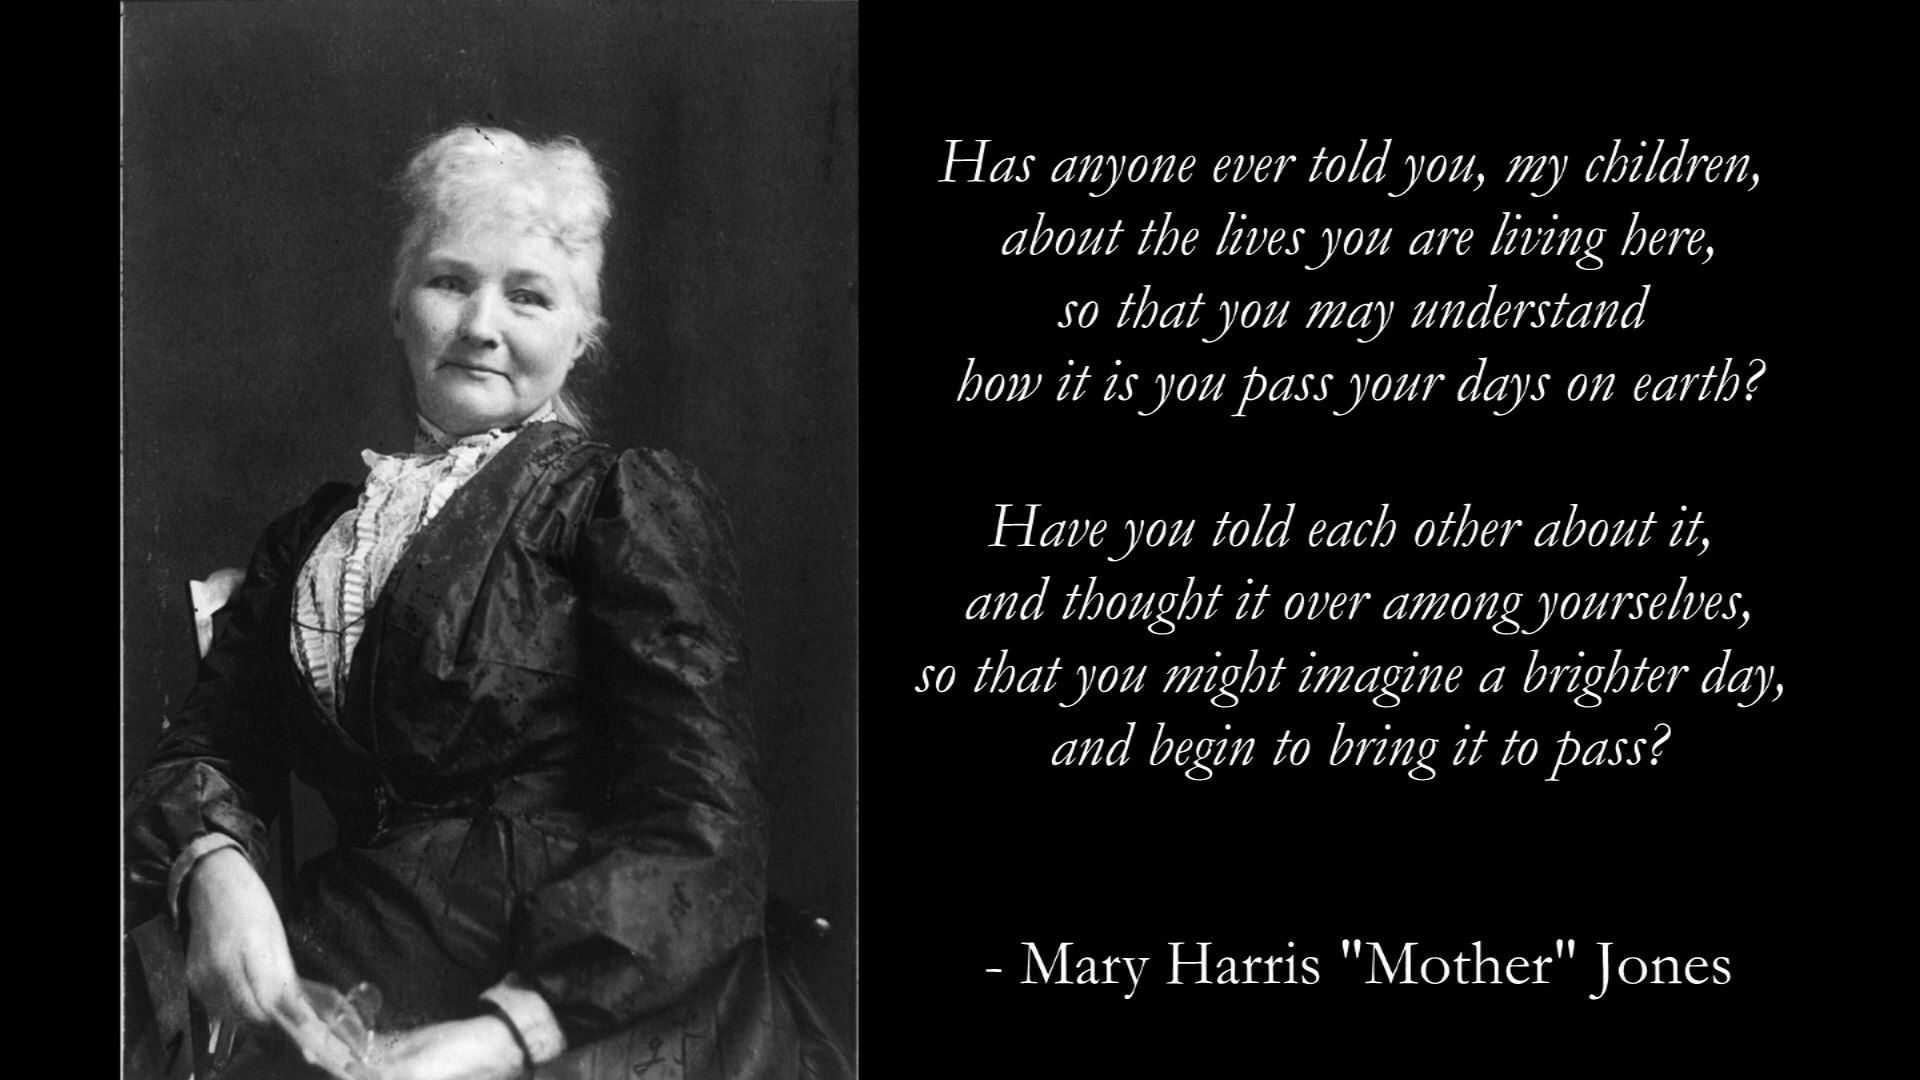 Has anyone ever told you, my children,
about the lives you are living here,
so that you may understand
how it is you pass your days on earth?
Have you told each other about it,
and thought it over among yourselves,
so that you might imagine a brighter day,
and begin to bring it to pass?
- Mary Harris "Mother" Jones